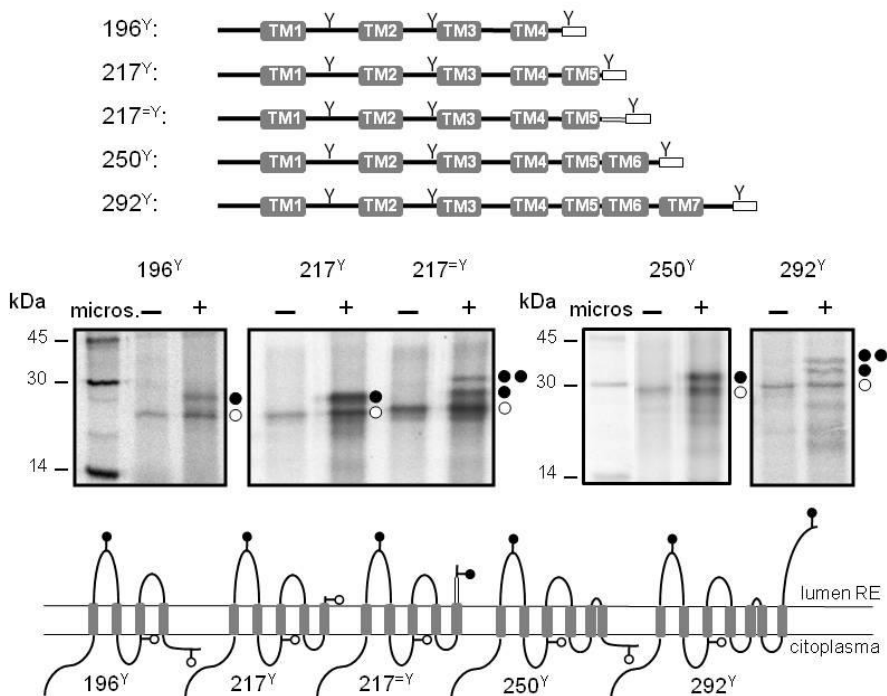 Y Y Y
196Y: TM1 TM2 TM3 TM4
Y Y Y
217Y: TM1 TM2 TM3 TM4 TM5
Y Y Y
217=Y: TM1 TM2 TM3 TM4 TM5
Y Y Y
250Y: TM1 TM2 TM3 TM4 TM5 TM6
Y Y Y
292Y: TM1 TM2 TM3 TM4 TM5 TM6 TM7
196Y 217Y 217=Y 250Y 292Y
kDa micros. – + – + – + kDa micros – + – +
45 45
30 30
14 14
lumen RE
citoplasma
196Y 217Y 217=Y 250Y 292Y